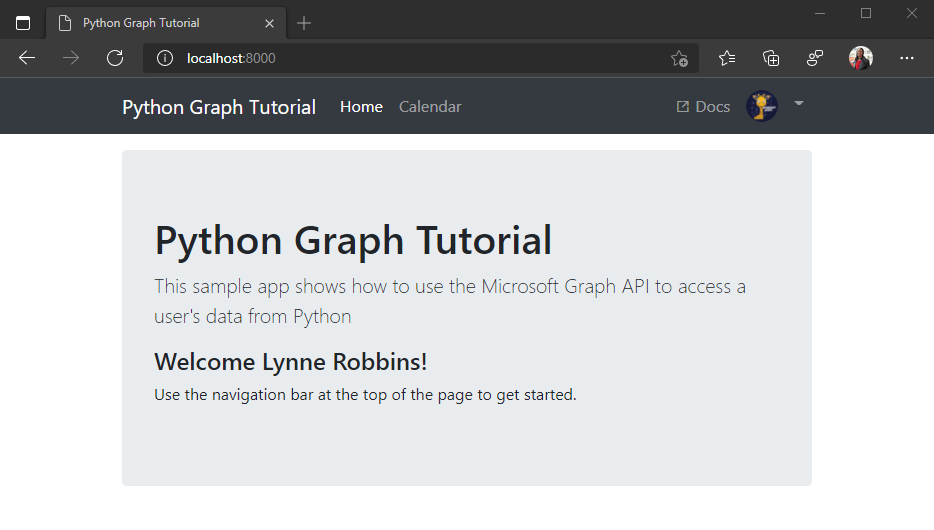 Python Graph Tutorial
localhost:8000
Python Graph Tutorial Home Calendar Docs
Python Graph Tutorial
This sample app shows how to use the Microsoft Graph API to access a
user's data from Python
Welcome Lynne Robbins!
Use the navigation bar at the top of the page to get started.